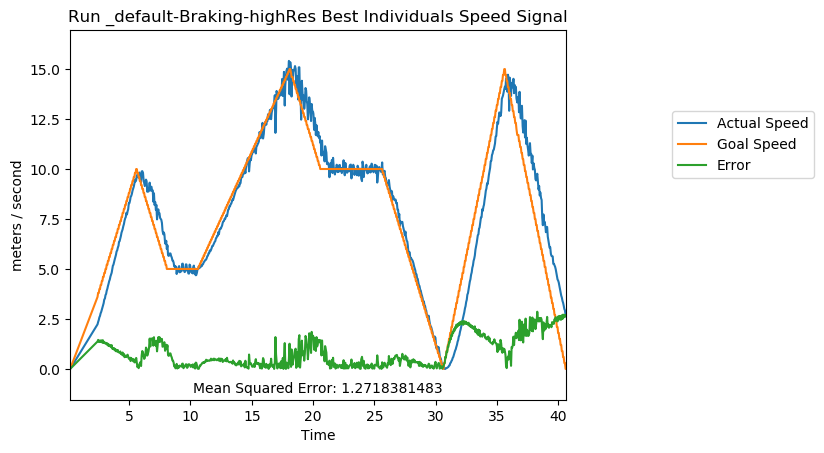 Run _default-Braking-highRes Best Individuals Speed Signal
15.0
12.5
10.0
7.5
5.0
2.5
0.0
meters / second
Actual Speed
Goal Speed
Error
Mean Squared Error: 1.2718381483
5 10 15 20 25 30 35 40
Time